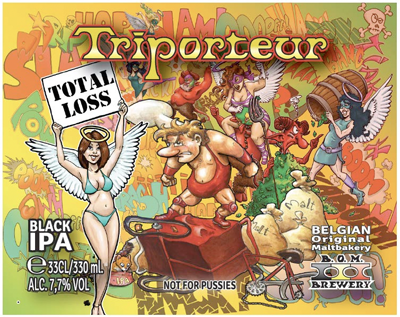 Triporteur
TOTAL
LOSS
BLACK
IPA
e 33CL/330 mL
ALC. 7,7% VOL
NOT FOR PUSSIES
Malt
Malt
BELGIAN
Original
Maltbakery
B.O.M.
BREWERY